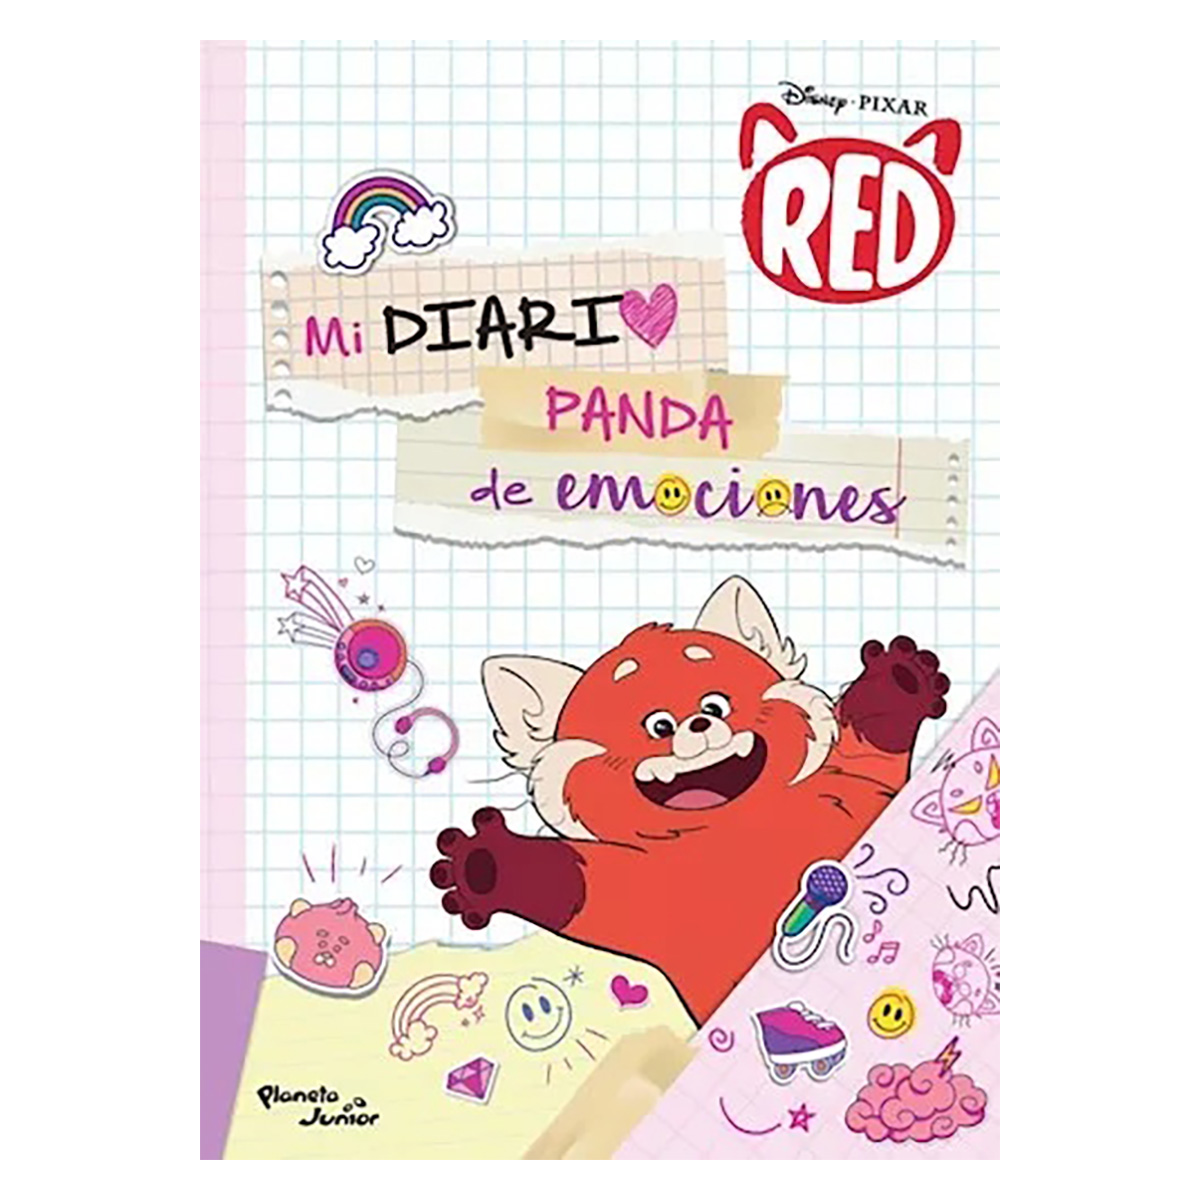 Disney · PIXAR
RED
Mi DIARIO
PANDA
de emociones
Planeta
Junior